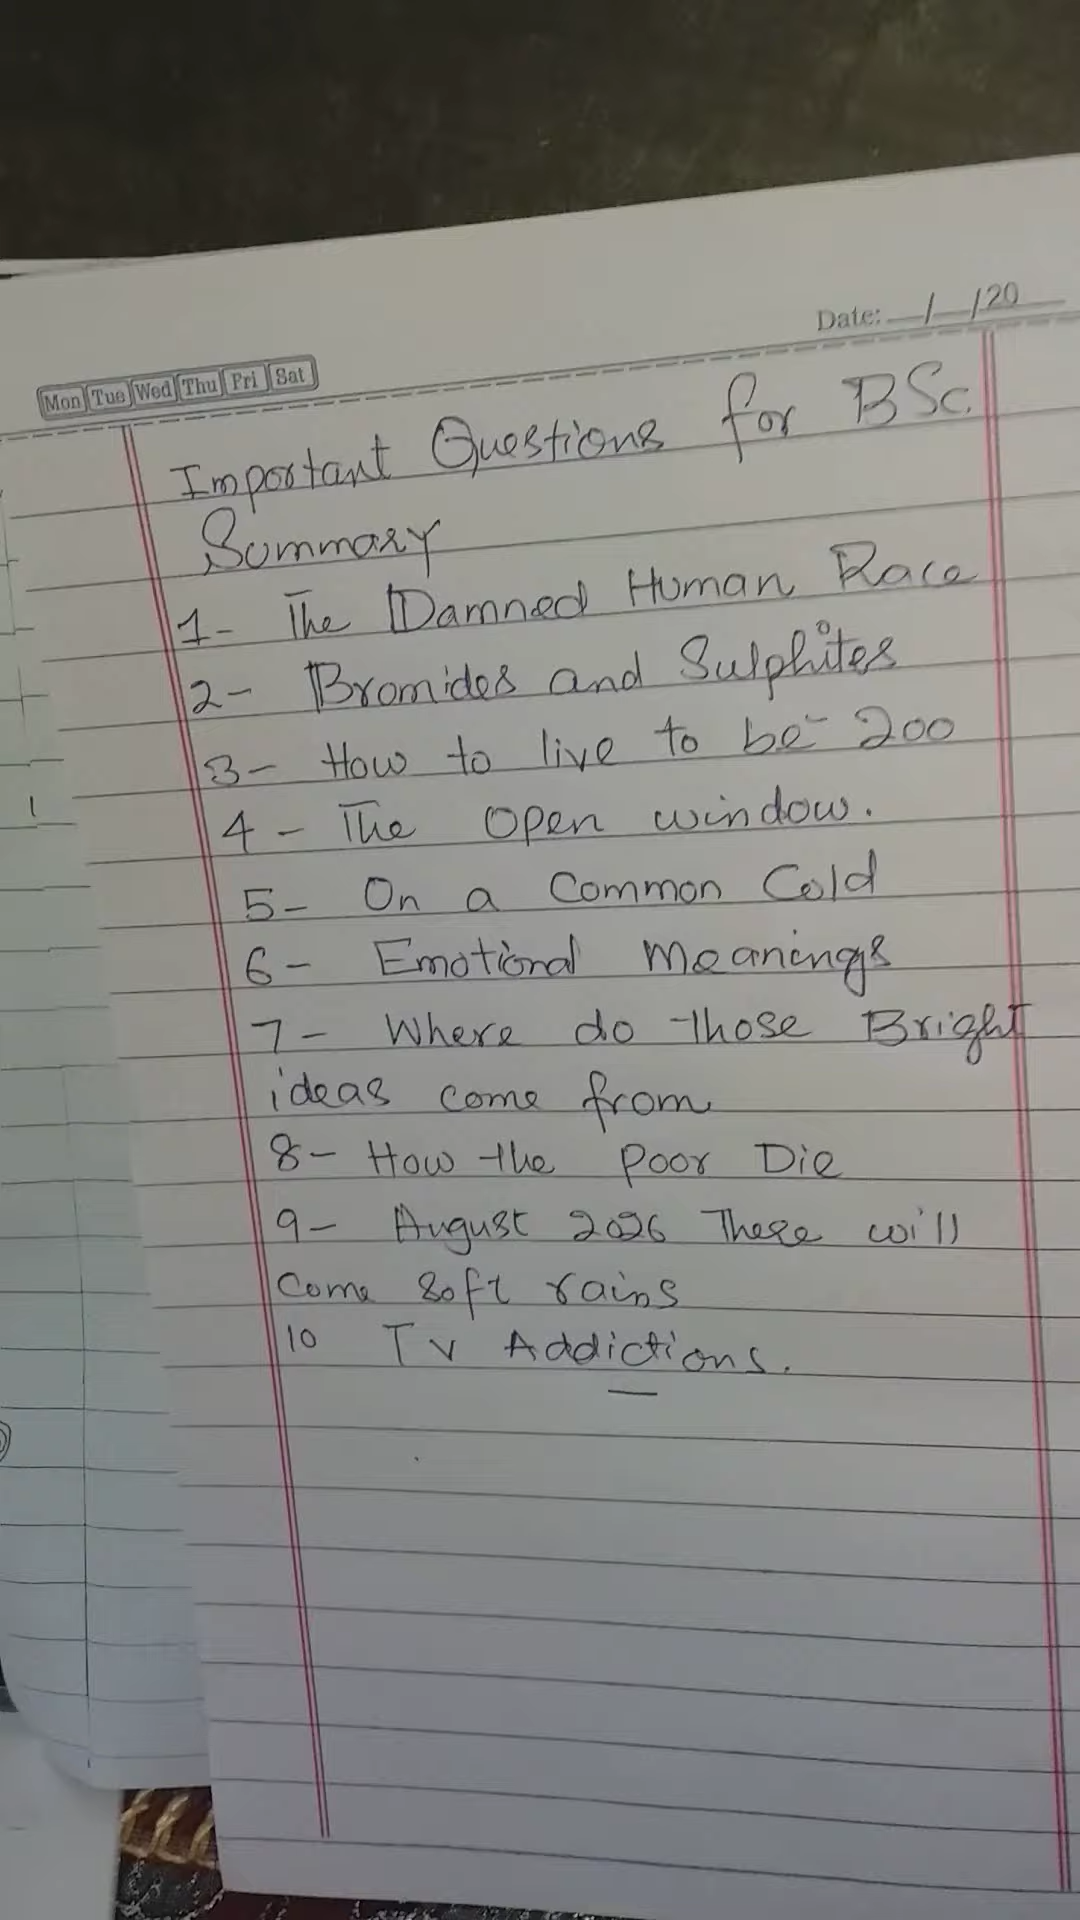 Date: __/__/20__
Mon Tue Wed Thu Fri Sat
Important Questions for BSc.
Summary
1- The Damned Human Race
2- Bromides and Sulphites
3- How to live to be 200
4- The Open window.
5- On a Common Cold
6- Emotional Meanings
7- Where do those Bright
ideas come from
8- How the Poor Die
9- August 2026 There will
Come Soft rains
10 TV Addictions.